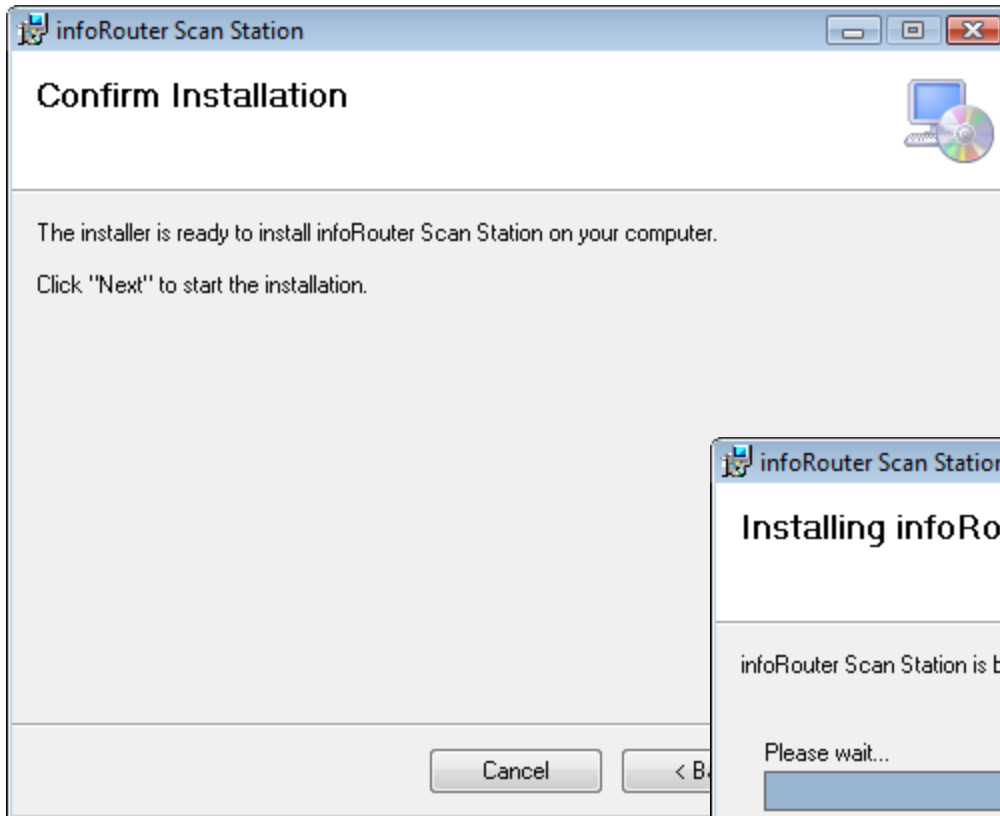 infoRouter Scan Station
Confirm Installation
The installer is ready to install infoRouter Scan Station on your computer.
Click "Next" to start the installation.
Cancel
< Ba
infoRouter Scan Station
Installing infoRo
infoRouter Scan Station is b
Please wait...